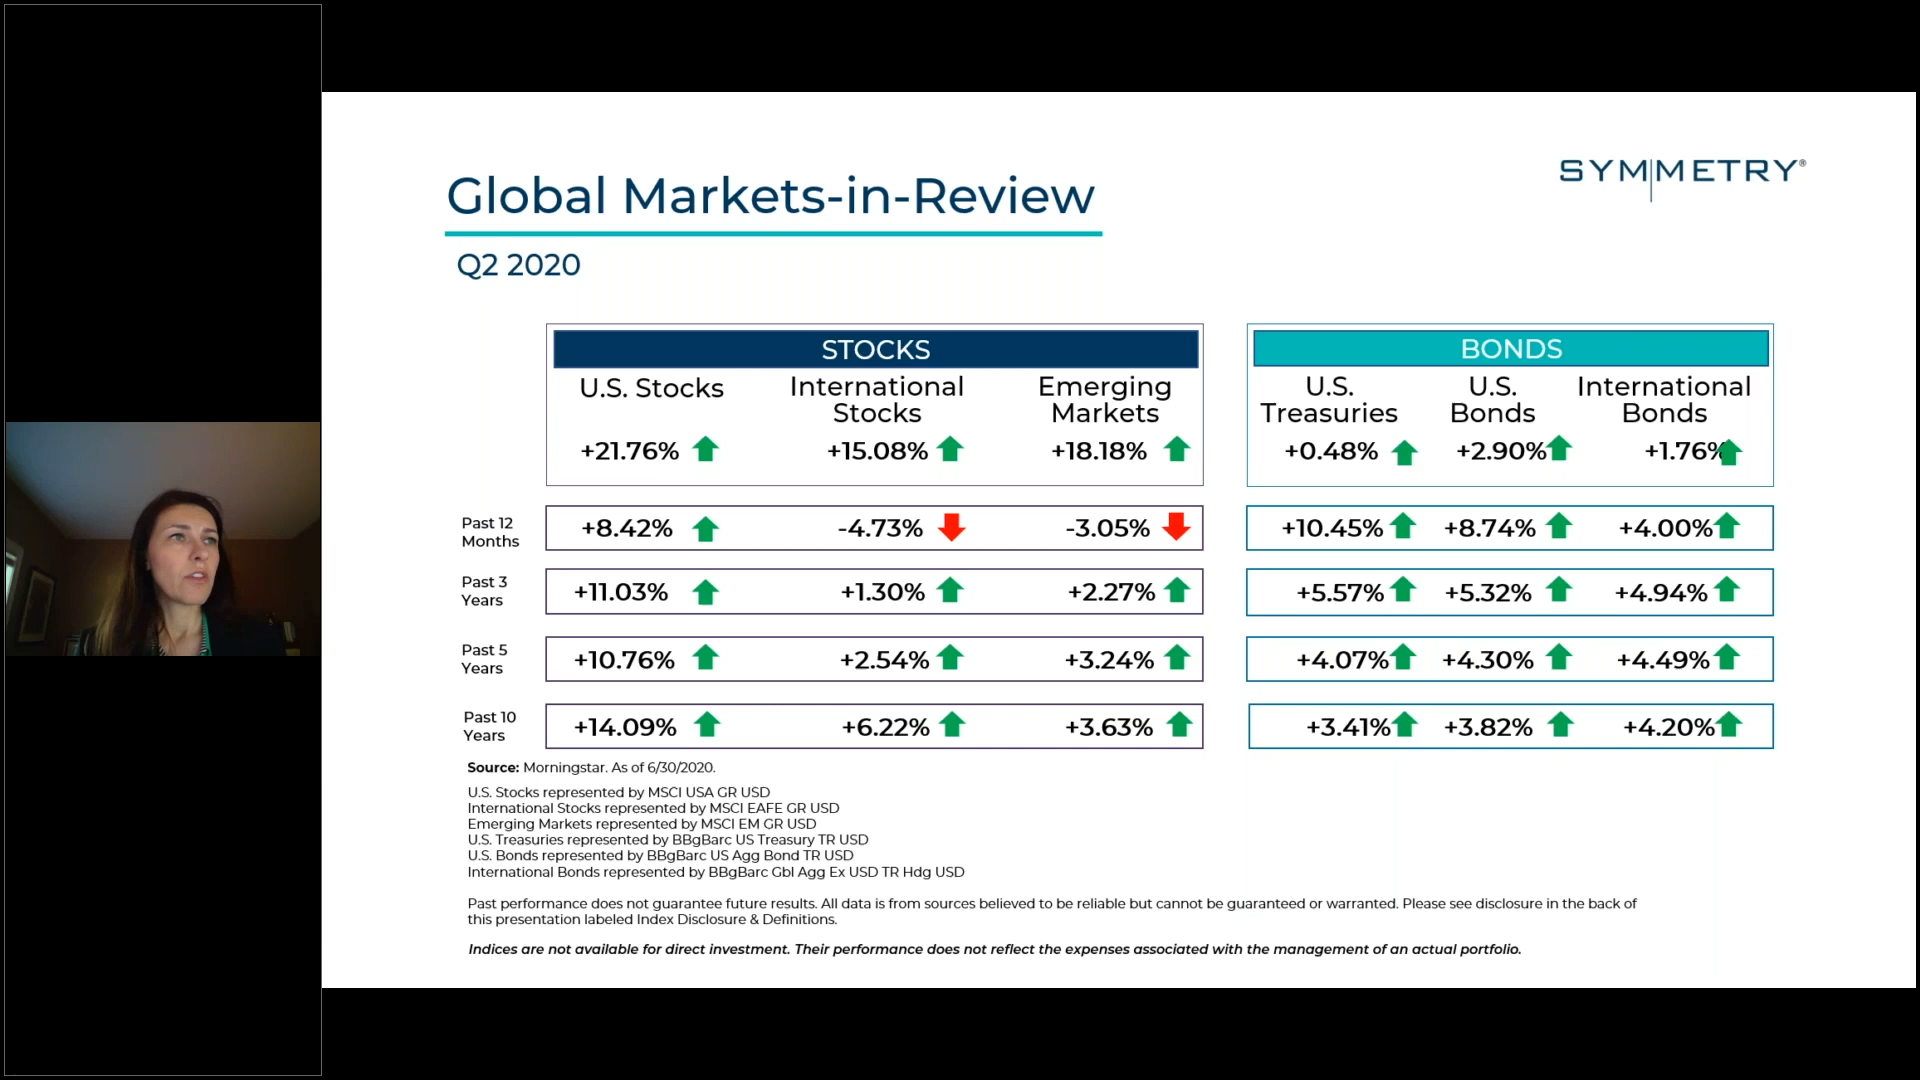 SYMMETRY®
Global Markets-in-Review
Q2 2020
STOCKS
U.S. Stocks
International
Stocks
Emerging
Markets
+21.76%
+15.08%
+18.18%
BONDS
U.S.
Treasuries
U.S.
Bonds
International
Bonds
+0.48%
+2.90%
+1.76%
Past 12
Months
+8.42%
-4.73%
-3.05%
+10.45%
+8.74%
+4.00%
Past 3
Years
+11.03%
+1.30%
+2.27%
+5.57%
+5.32%
+4.94%
Past 5
Years
+10.76%
+2.54%
+3.24%
+4.07%
+4.30%
+4.49%
Past 10
Years
+14.09%
+6.22%
+3.63%
+3.41%
+3.82%
+4.20%
Source: Morningstar. As of 6/30/2020.
U.S. Stocks represented by MSCI USA GR USD
International Stocks represented by MSCI EAFE GR USD
Emerging Markets represented by MSCI EM GR USD
U.S. Treasuries represented by BBgBarc US Treasury TR USD
U.S. Bonds represented by BBgBarc US Agg Bond TR USD
International Bonds represented by BBgBarc Gbl Agg Ex USD TR Hdg USD
Past performance does not guarantee future results. All data is from sources believed to be reliable but cannot be guaranteed or warranted. Please see disclosure in the back of
this presentation labeled Index Disclosure & Definitions.
Indices are not available for direct investment. Their performance does not reflect the expenses associated with the management of an actual portfolio.